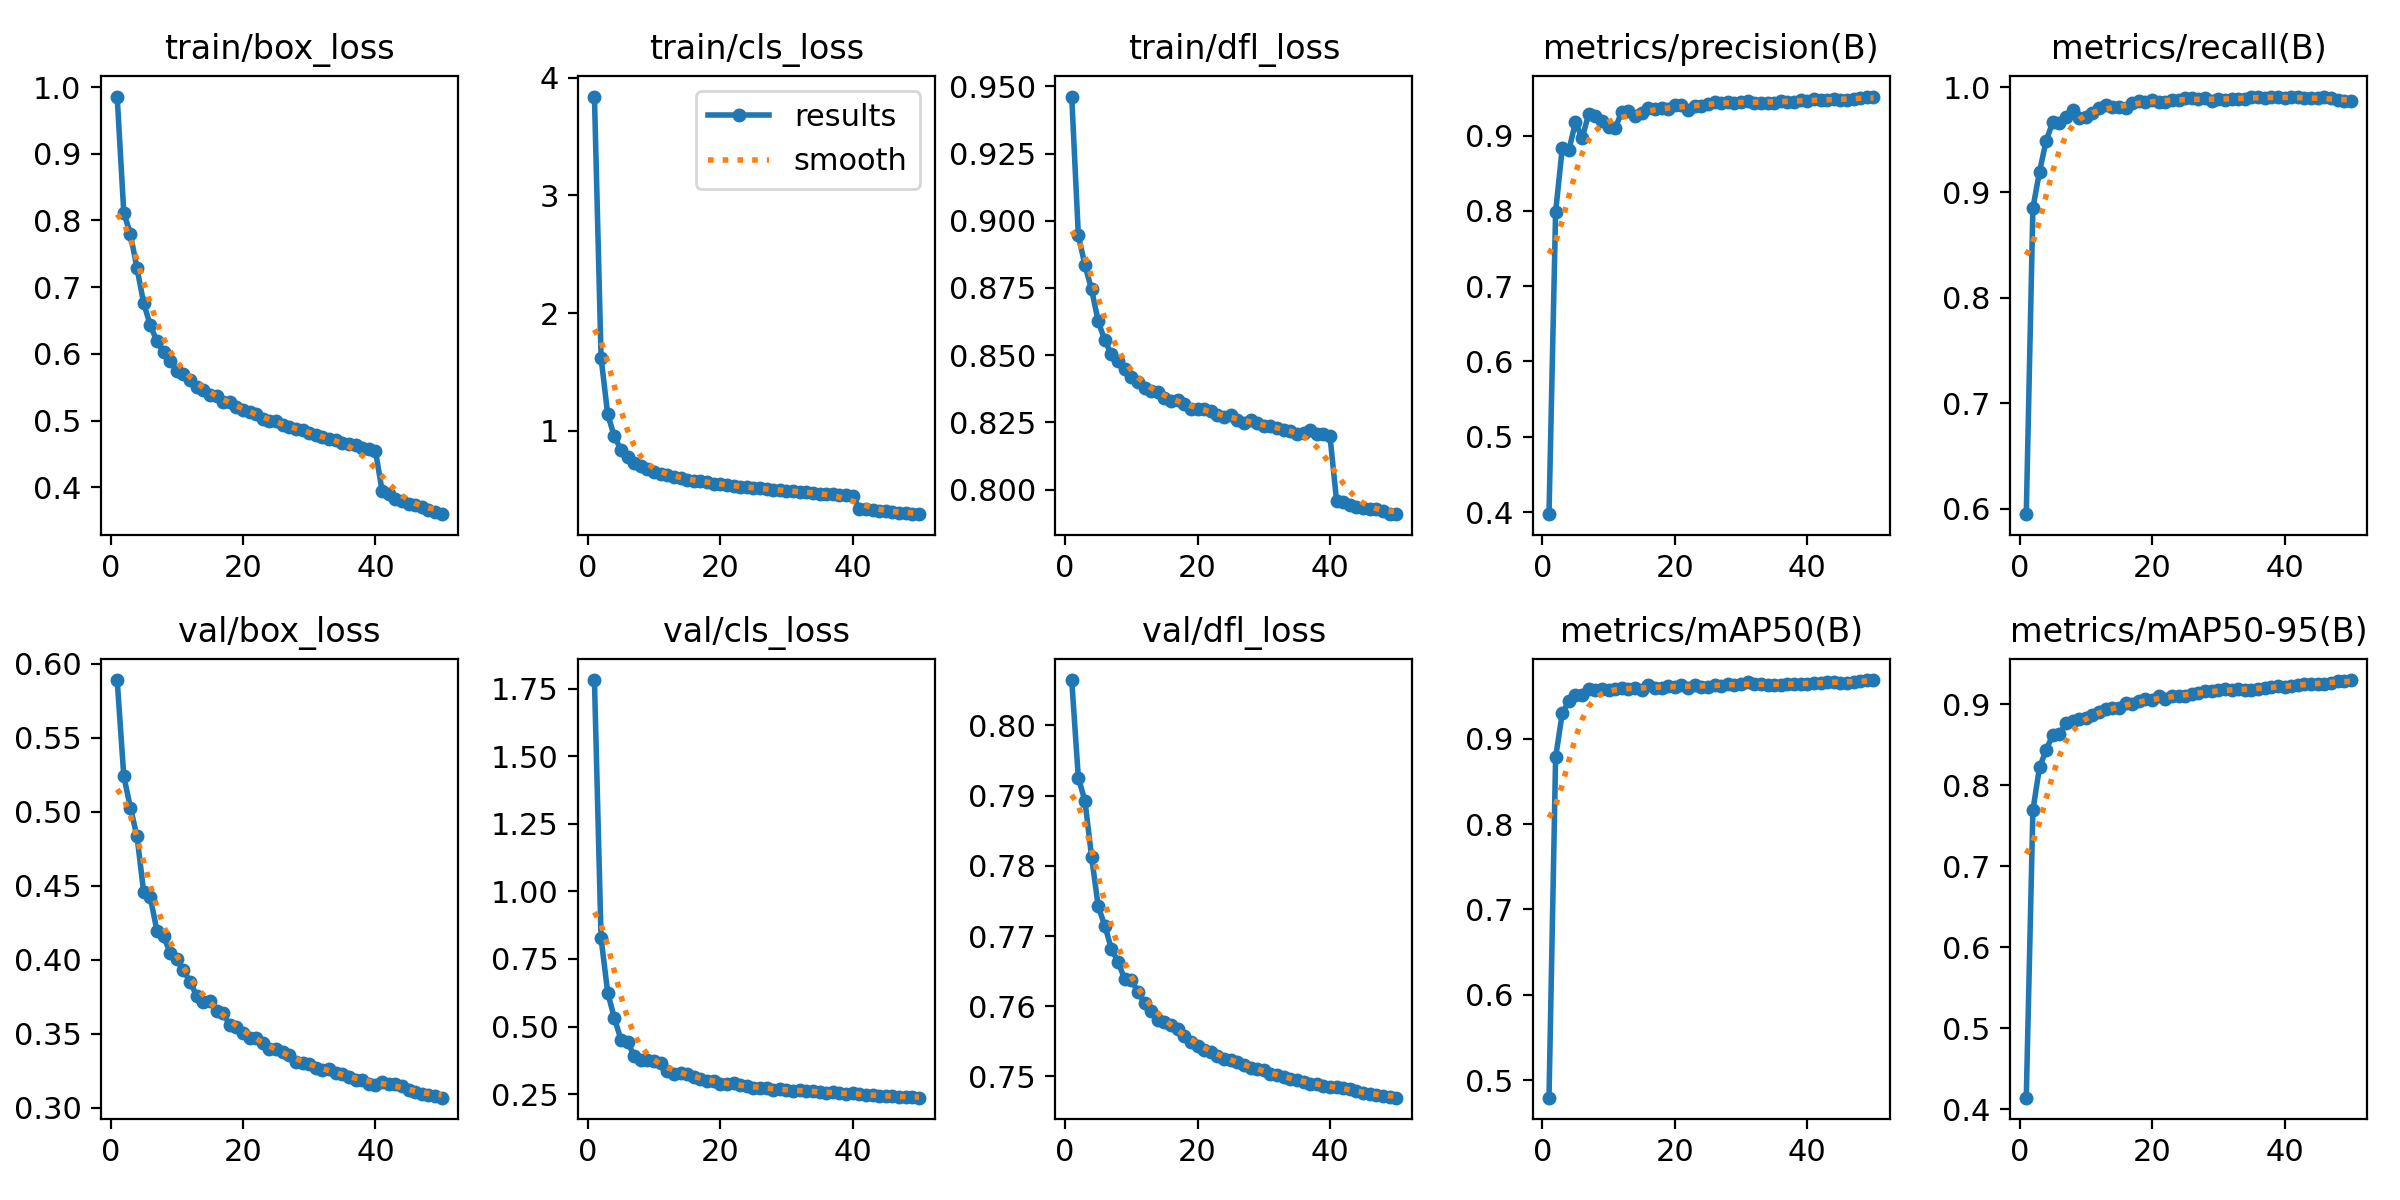 train/box_loss
train/cls_loss
train/dfl_loss
metrics/precision(B)
metrics/recall(B)
1.0
0.9
0.8
0.7
0.6
0.5
0.4
0 20 40
4
3
2
1
results
smooth
0 20 40
0.950
0.925
0.900
0.875
0.850
0.825
0.800
0 20 40
0.9
0.8
0.7
0.6
0.5
0.4
0 20 40
1.0
0.9
0.8
0.7
0.6
0 20 40
val/box_loss
val/cls_loss
val/dfl_loss
metrics/mAP50(B)
metrics/mAP50-95(B)
0.60
0.55
0.50
0.45
0.40
0.35
0.30
0 20 40
1.75
1.50
1.25
1.00
0.75
0.50
0.25
0 20 40
0.80
0.79
0.78
0.77
0.76
0.75
0 20 40
0.9
0.8
0.7
0.6
0.5
0 20 40
0.9
0.8
0.7
0.6
0.5
0.4
0 20 40